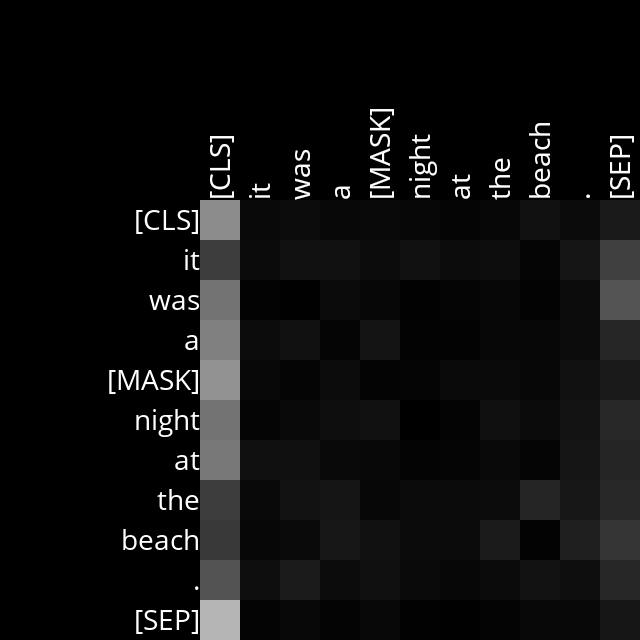 [CLS] it was a [MASK] night at the beach . [SEP]
[CLS]
it
was
a
[MASK]
night
at
the
beach
.
[SEP]